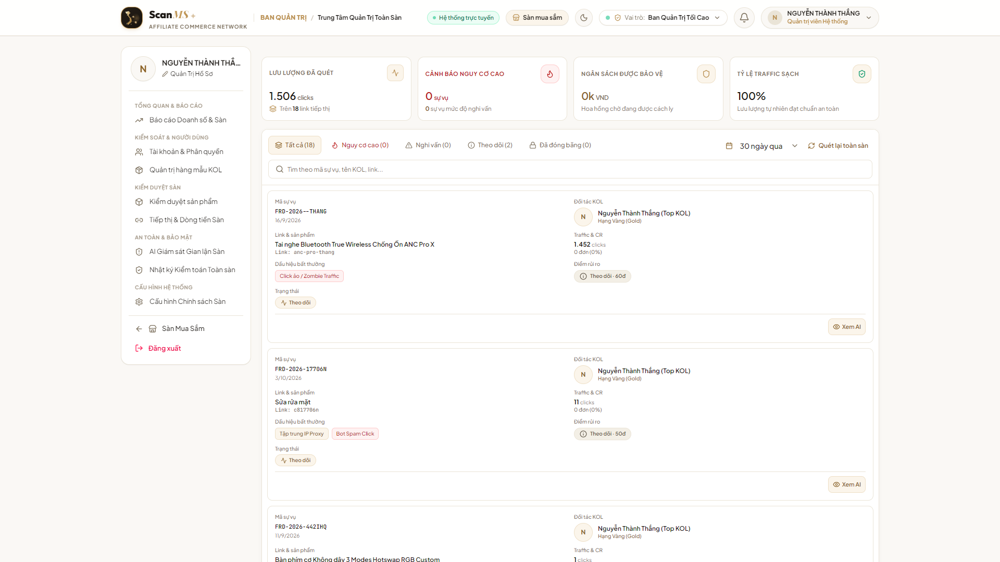 ScanMS
AFFILIATE COMMERCE NETWORK
BAN QUẢN TRỊ / Trung Tâm Quản Trị Toàn Sàn
Hệ thống trực tuyến
Sàn mua sắm
Vai trò: Ban Quản Trị Tối Cao
N
NGUYỄN THÀNH THẮNG
Quản trị viên Hệ thống
N
NGUYỄN THÀNH THẮ...
Quản Trị Hồ Sơ
TỔNG QUAN & BÁO CÁO
Báo cáo Doanh số & Sàn
KIỂM SOÁT & NGƯỜI DÙNG
Tài khoản & Phân quyền
Quản trị hàng mẫu KOL
KIỂM DUYỆT SÀN
Kiểm duyệt sản phẩm
Tiếp thị & Dòng tiền Sàn
AN TOÀN & BẢO MẬT
AI Giám sát Gian lận Sàn
Nhật ký Kiểm toán Toàn sàn
CẤU HÌNH HỆ THỐNG
Cấu hình Chính sách Sàn
Sàn Mua Sắm
Đăng xuất
LƯU LƯỢNG ĐÃ QUÉT
1.506 clicks
Trên 18 link tiếp thị
CẢNH BÁO NGUY CƠ CAO
0 sự vụ
0 sự vụ mức độ nghi vấn
NGÂN SÁCH ĐƯỢC BẢO VỆ
0k VND
Hoa hồng chờ đang được cách ly
TỶ LỆ TRAFFIC SẠCH
100%
Lưu lượng tự nhiên đạt chuẩn an toàn
Tất cả (18)
Nguy cơ cao (0)
Nghi vấn (0)
Theo dõi (2)
Đã đóng băng (0)
30 ngày qua
Quét lại toàn sàn
Tìm theo mã sự vụ, tên KOL, link...
Mã sự vụ
FRD-2026--THANG
16/9/2026
Đối tác KOL
N
Nguyễn Thành Thắng (Top KOL)
Hạng Vàng (Gold)
Link & sản phẩm
Tai nghe Bluetooth True Wireless Chống Ồn ANC Pro X
Link: anc-pro-thang
Traffic & CR
1.452 clicks
0 đơn (0%)
Dấu hiệu bất thường
Click ảo / Zombie Traffic
Điểm rủi ro
Theo dõi · 60đ
Trạng thái
Theo dõi
Xem AI
Mã sự vụ
FRD-2026-17706N
3/10/2026
Đối tác KOL
N
Nguyễn Thành Thắng (Top KOL)
Hạng Vàng (Gold)
Link & sản phẩm
Sửa rửa mặt
Link: c817706n
Traffic & CR
11 clicks
0 đơn (0%)
Dấu hiệu bất thường
Tập trung IP Proxy
Bot Spam Click
Điểm rủi ro
Theo dõi · 50đ
Trạng thái
Theo dõi
Xem AI
Mã sự vụ
FRD-2026-442IHQ
11/9/2026
Đối tác KOL
N
Nguyễn Thành Thắng (Top KOL)
Hạng Vàng (Gold)
Link & sản phẩm
Bàn phím cơ Không dây 3 Modes Hotswap RGB Custom
Traffic & CR
1 clicks